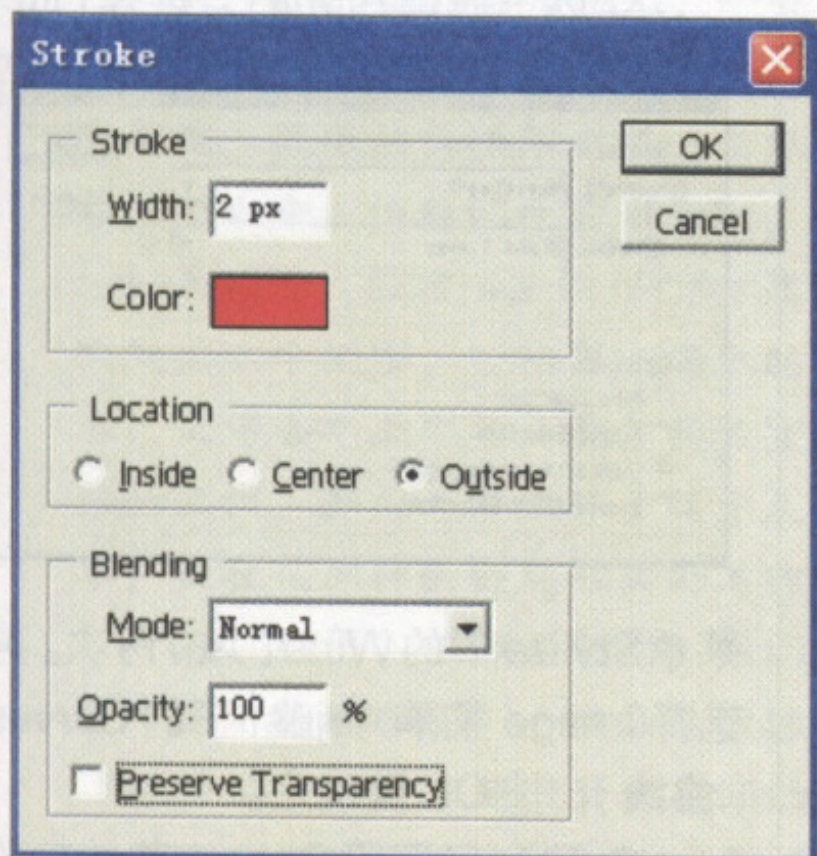 Stroke
Stroke
OK
Width: 2 px
Cancel
Color:
Location
Inside Center Outside
Blending
Mode: Normal
Opacity: 100 %
Preserve Transparency